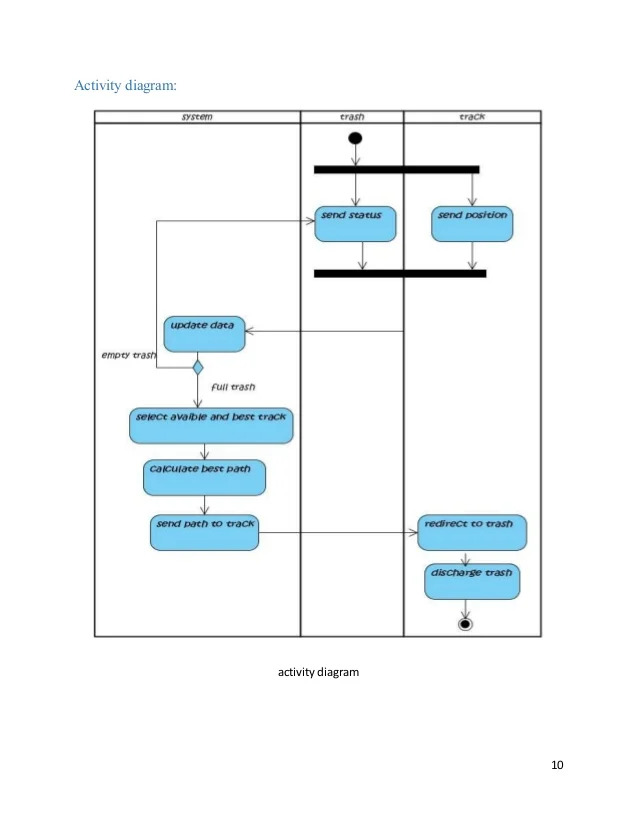 Activity diagram:
system trash track
send status send position
update data
empty trash
full trash
select avaible and best track
calculate best path
send path to track redirect to trash
discharge trash
activity diagram
10